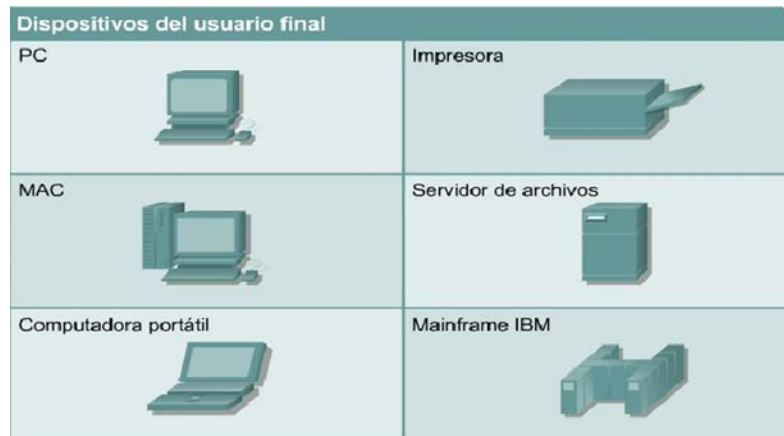 Dispositivos del usuario final
PC
Impresora
MAC
Servidor de archivos
Computadora portátil
Mainframe IBM